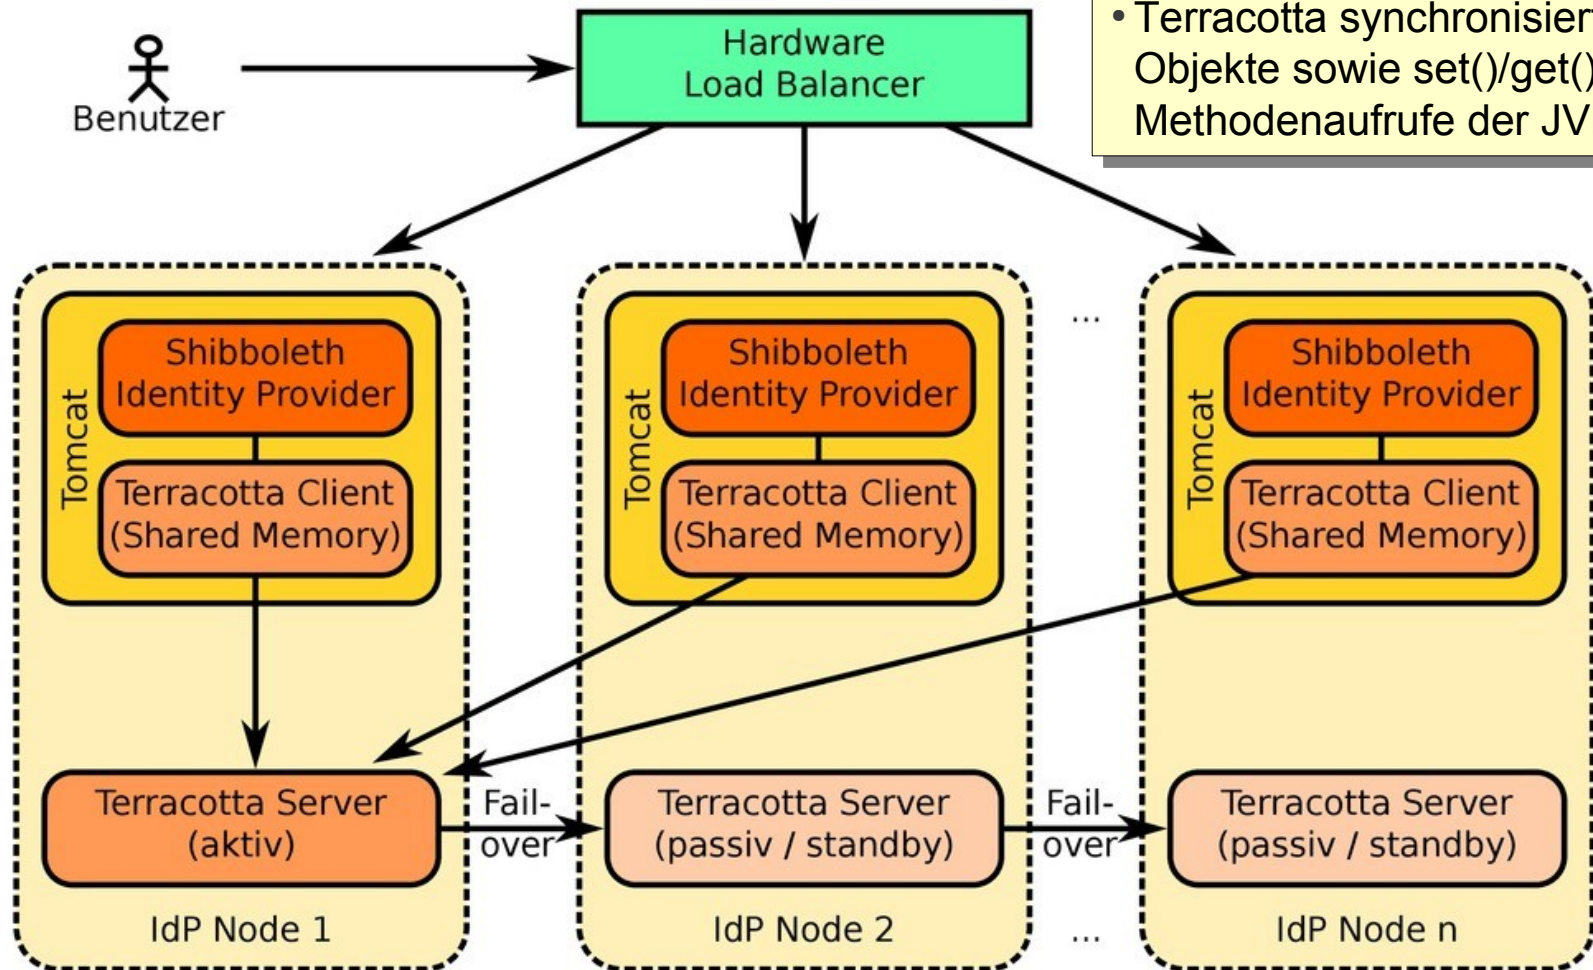 Hardware
Load Balancer
Benutzer
• Terracotta synchronisiert
Objekte sowie set()/get()
Methodenaufrufe der
...
Tomcat
Shibboleth
Identity Provider
Terracotta Client
(Shared Memory)
Tomcat
Shibboleth
Identity Provider
Terracotta Client
(Shared Memory)
Tomcat
Shibboleth
Identity Provider
Terracotta Client
(Shared Memory)
Terracotta Server
(aktiv)
Fail-
over
Terracotta Server
(passiv / standby)
Fail-
over
Terracotta Server
(passiv / standby)
IdP Node 1
IdP Node 2
...
IdP Node n